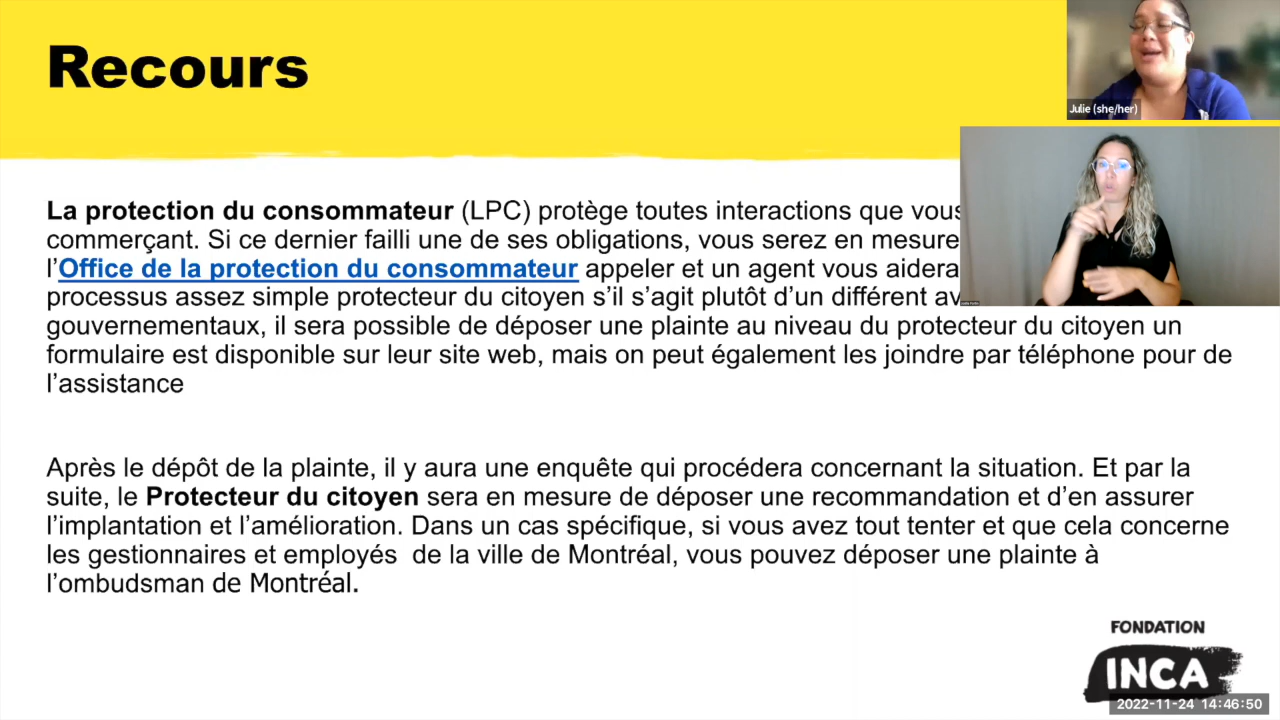 Recours
Julie (she/her)
La protection du consommateur (LPC) protège toutes interactions que vous
commerçant. Si ce dernier failli une de ses obligations, vous serez en mesure
l’Office de la protection du consommateur appeler et un agent vous aidera
processus assez simple protecteur du citoyen s’il s’agit plutôt d’un différent av
gouvernementaux, il sera possible de déposer une plainte au niveau du protecteur du citoyen un
formulaire est disponible sur leur site web, mais on peut également les joindre par téléphone pour de
l’assistance
Après le dépôt de la plainte, il y aura une enquête qui procédera concernant la situation. Et par la
suite, le Protecteur du citoyen sera en mesure de déposer une recommandation et d’en assurer
l’implantation et l’amélioration. Dans un cas spécifique, si vous avez tout tenter et que cela concerne
les gestionnaires et employés  de la ville de Montréal, vous pouvez déposer une plainte à
l’ombudsman de Montréal.
FONDATION
INCA
2022-11-24 14:46:50